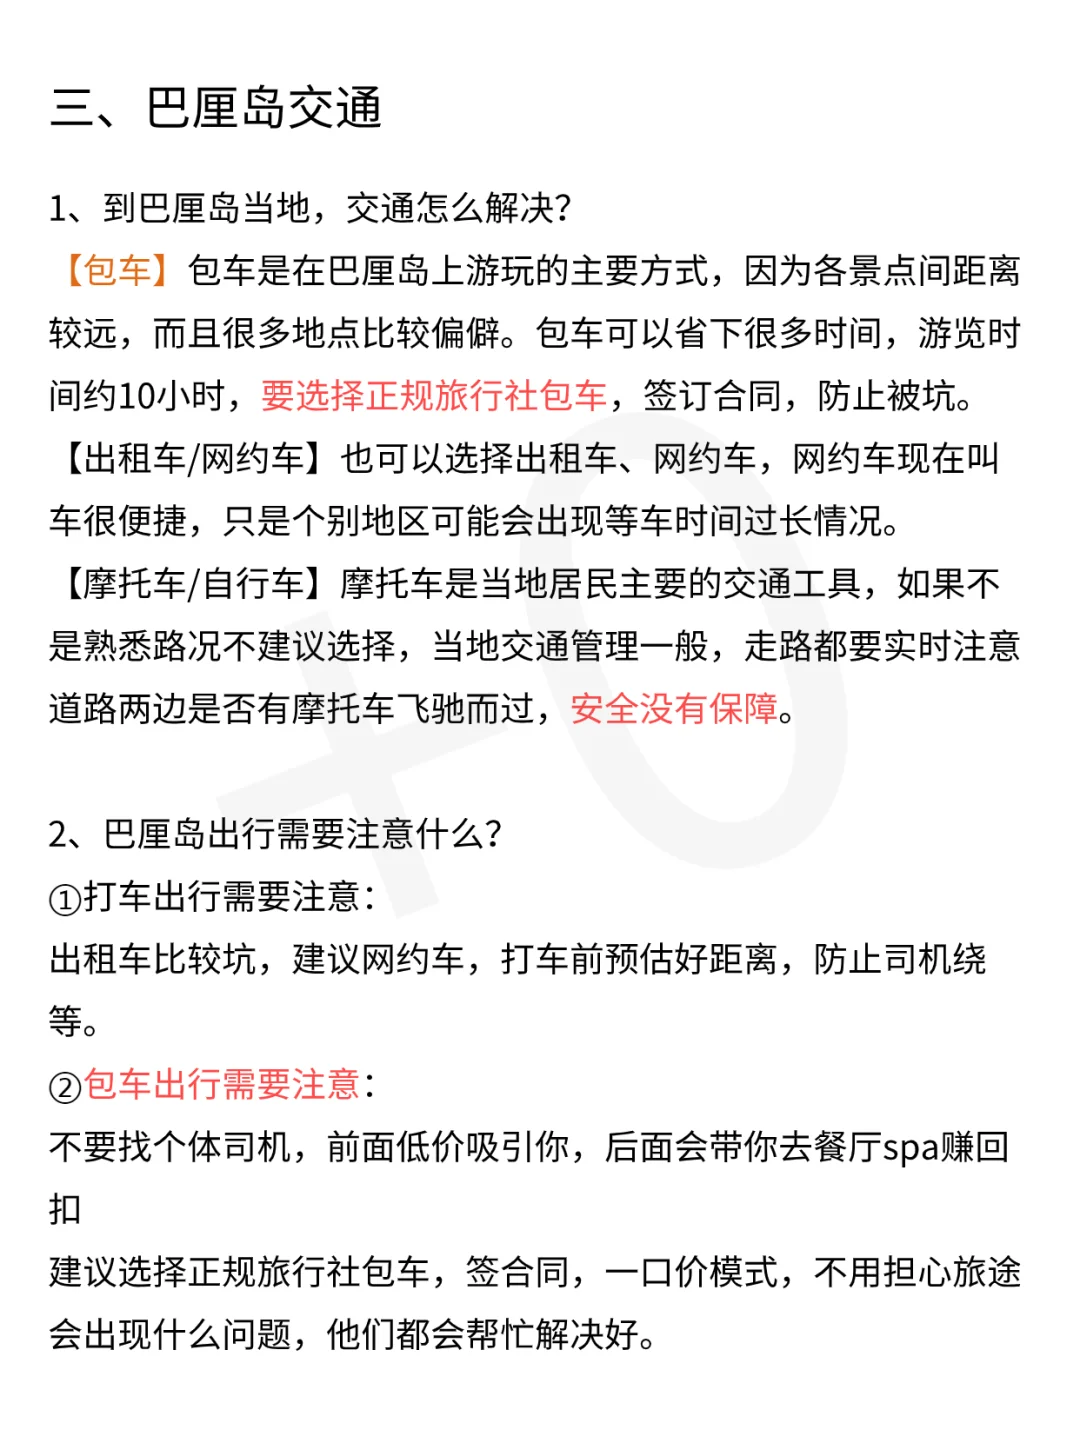 三、巴厘岛交通
1、到巴厘岛当地，交通怎么解决？
【包车】包车是在巴厘岛上游玩的主要方式，因为各景点间距离
较远，而且很多地点比较偏僻。包车可以省下很多时间，游览时
间约10小时，要选择正规旅行社包车，签订合同，防止被坑。
【出租车/网约车】也可以选择出租车、网约车，网约车现在叫
车很便捷，只是个别地区可能会出现等车时间过长情况。
【摩托车/自行车】摩托车是当地居民主要的交通工具，如果不
是熟悉路况不建议选择，当地交通管理一般，走路都要实时注意
道路两边是否有摩托车飞驰而过，安全没有保障。
2、巴厘岛出行需要注意什么？
①打车出行需要注意：
出租车比较坑，建议网约车，打车前预估好距离，防止司机绕
等。
②包车出行需要注意：
不要找个体司机，前面低价吸引你，后面会带你去餐厅spa赚回
扣
建议选择正规旅行社包车，签合同，一口价模式，不用担心旅途
会出现什么问题，他们都会帮忙解决好。
+0